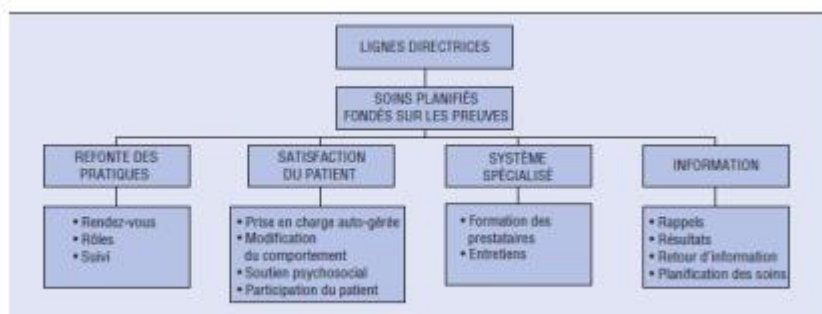 LIGNES DIRECTRICES
SOINS PLANIFIÉS
FONDÉS SUR LES PREUVES
REFONTE DES
PRATIQUES
• Rendez-vous
• Rôles
• Suivi
SATISFACTION
DU PATIENT
• Prise en charge auto-gérée
• Modification
du comportement
• Soutien psychosocial
• Participation du patient
SYSTÈME
SPÉCIALISÉ
• Formation des
prestataires
• Entretiens
INFORMATION
• Rappels
• Résultats
• Retour d'information
• Planification des soins